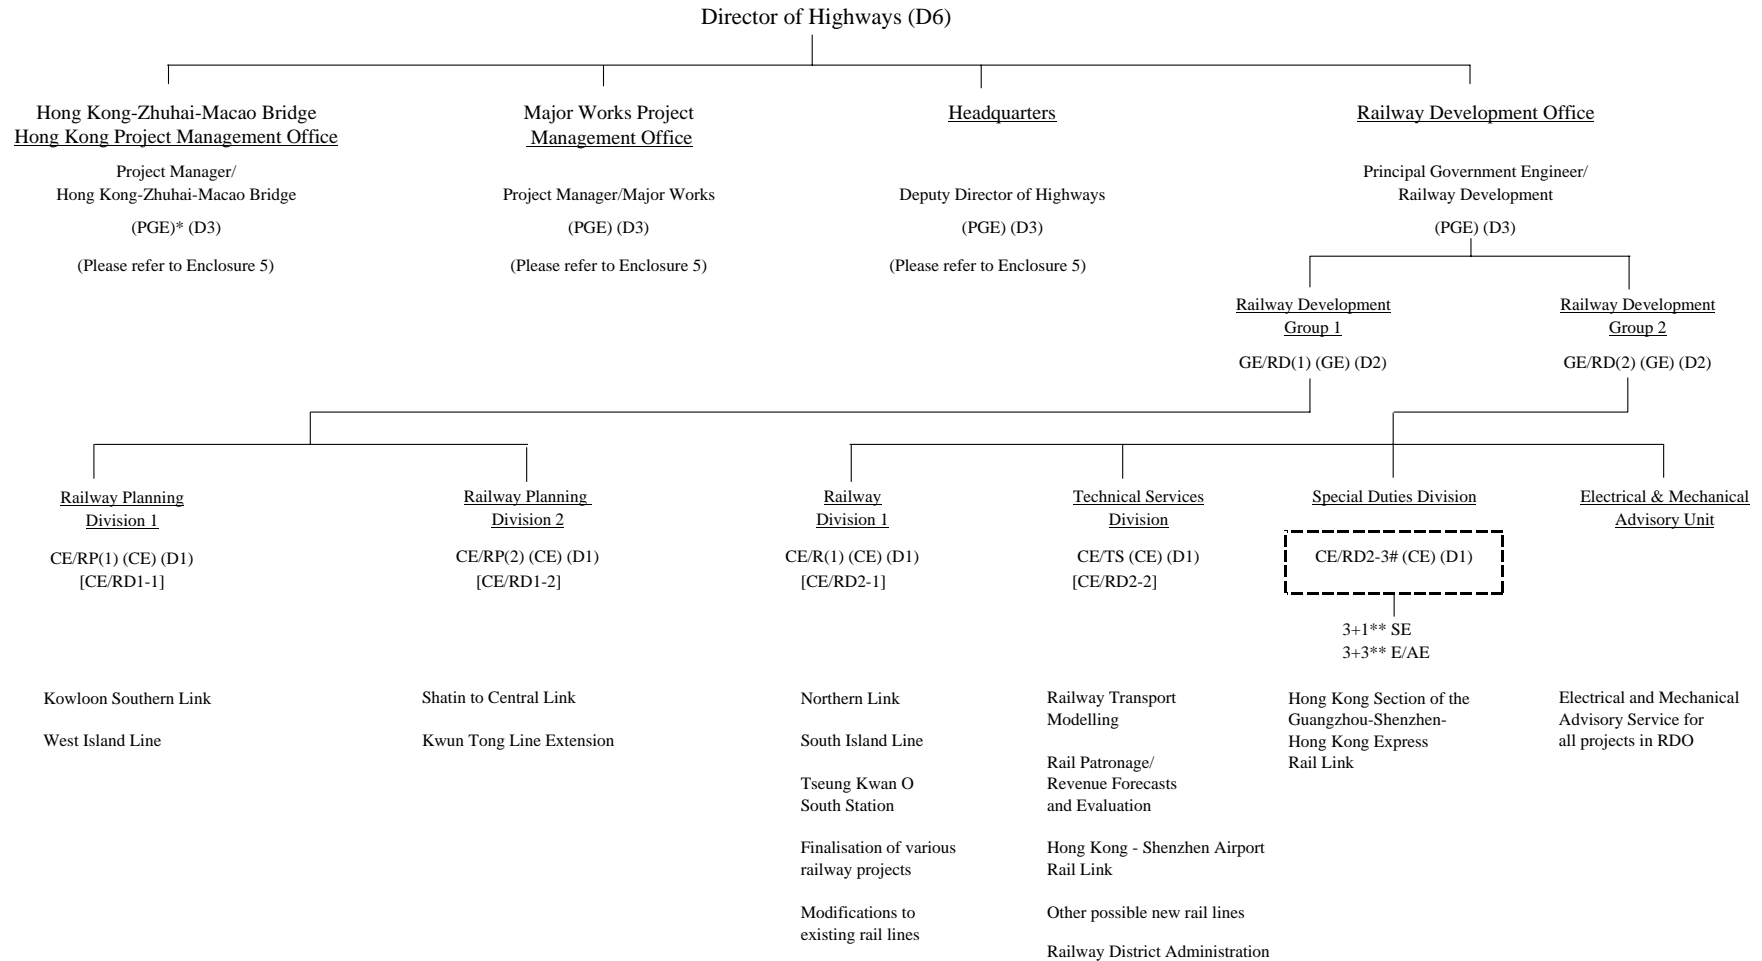 Director of Highways (D6)
Hong Kong-Zhuhai-Macao Bridge
Hong Kong Project Management Office
Project Manager/
Hong Kong-Zhuhai-Macao Bridge
(PGE)* (D3)
(Please refer to Enclosure 5)
Major Works Project
Management Office
Project Manager/Major Works
(PGE) (D3)
(Please refer to Enclosure 5)
Headquarters
Deputy Director of Highways
(PGE) (D3)
(Please refer to Enclosure 5)
Railway Development Office
Principal Government Engineer/
Railway Development
(PGE) (D3)
Railway Development
Group 1
GE/RD(1) (GE) (D2)
Railway Development
Group 2
GE/RD(2) (GE) (D2)
Railway Planning
Division 1
CE/RP(1) (CE) (D1)
[CE/RD1-1]
Kowloon Southern Link
West Island Line
Railway Planning
Division 2
CE/RP(2) (CE) (D1)
[CE/RD1-2]
Shatin to Central Link
Kwun Tong Line Extension
Railway
Division 1
CE/R(1) (CE) (D1)
[CE/RD2-1]
Northern Link
South Island Line
Tseung Kwan O
South Station
Finalisation of various
railway projects
Modifications to
existing rail lines
Technical Services
Division
CE/TS (CE) (D1)
[CE/RD2-2]
Railway Transport
Modelling
Rail Patronage/
Revenue Forecasts
and Evaluation
Hong Kong - Shenzhen Airport
Rail Link
Other possible new rail lines
Railway District Administration
Special Duties Division
CE/RD2-3# (CE) (D1)
3+1** SE
3+3** E/AE
Hong Kong Section of the
Guangzhou-Shenzhen-
Hong Kong Express
Rail Link
Electrical & Mechanical
Advisory Unit
Electrical and Mechanical
Advisory Service for
all projects in RDO